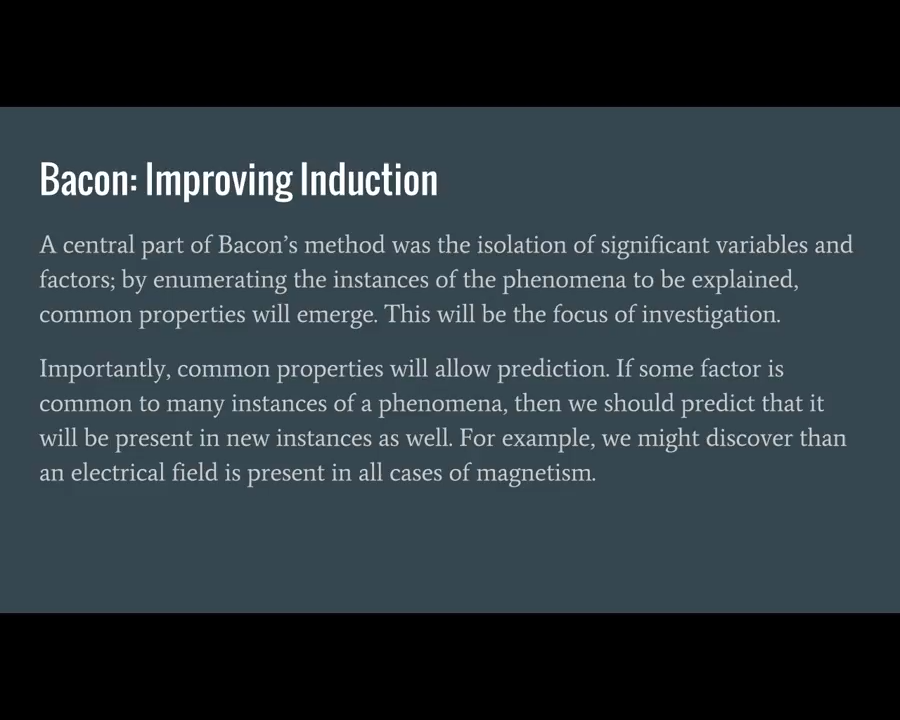 Bacon: Improving Induction
A central part of Bacon’s method was the isolation of significant variables and
factors; by enumerating the instances of the phenomena to be explained,
common properties will emerge. This will be the focus of investigation.
Importantly, common properties will allow prediction. If some factor is
common to many instances of a phenomena, then we should predict that it
will be present in new instances as well. For example, we might discover than
an electrical field is present in all cases of magnetism.